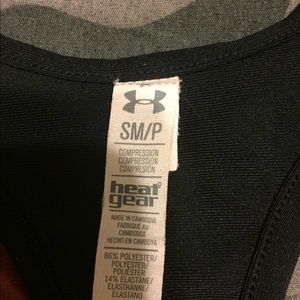 SM/P
COMPRESSION
COMPRESSION
COMPRESIÓN
heat
gear
MADE IN CAMBODIA
FABRIQUÉ AU
CAMBODGE
HECHO EN CAMBOYA
86% POLYESTER/
POLYESTER/
POLIÉSTER
14% ELASTANE/
ÉLASTHANNE/
ELASTANO